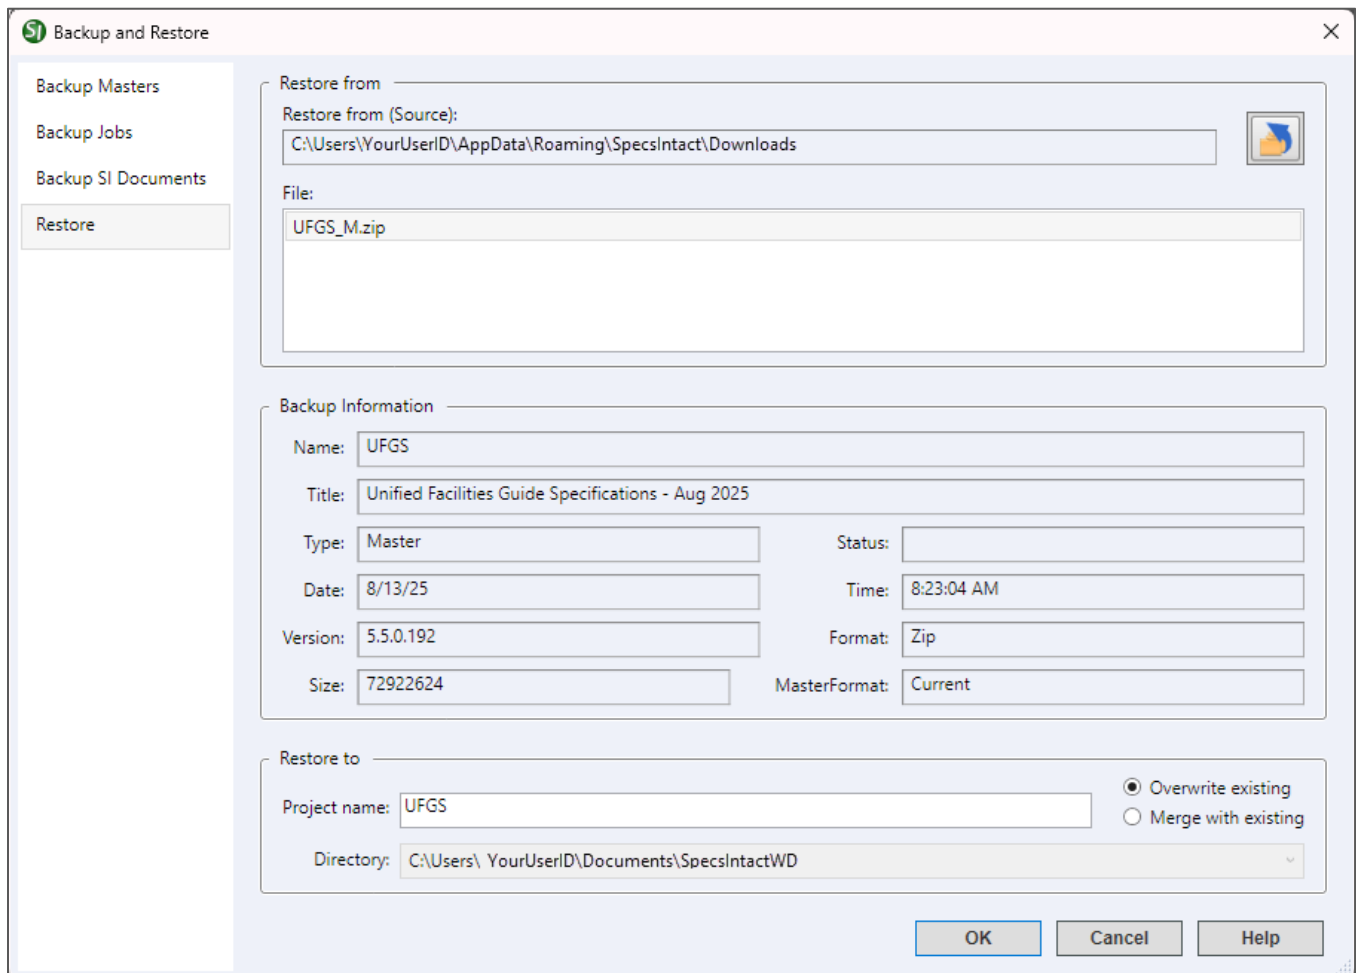 SI Backup and Restore
Backup Masters
Backup Jobs
Backup SI Documents
Restore
Restore from
Restore from (Source):
C:\Users\YourUserID\AppData\Roaming\SpecsIntact\Downloads
File:
UFGS_M.zip
Backup Information
Name: UFGS
Title: Unified Facilities Guide Specifications - Aug 2025
Type: Master Status:
Date: 8/13/25 Time: 8:23:04 AM
Version: 5.5.0.192 Format: Zip
Size: 72922624 MasterFormat: Current
Restore to
Project name: UFGS
Overwrite existing
Merge with existing
Directory: C:\Users\ YourUserID\Documents\SpecsIntactWD
OK Cancel Help